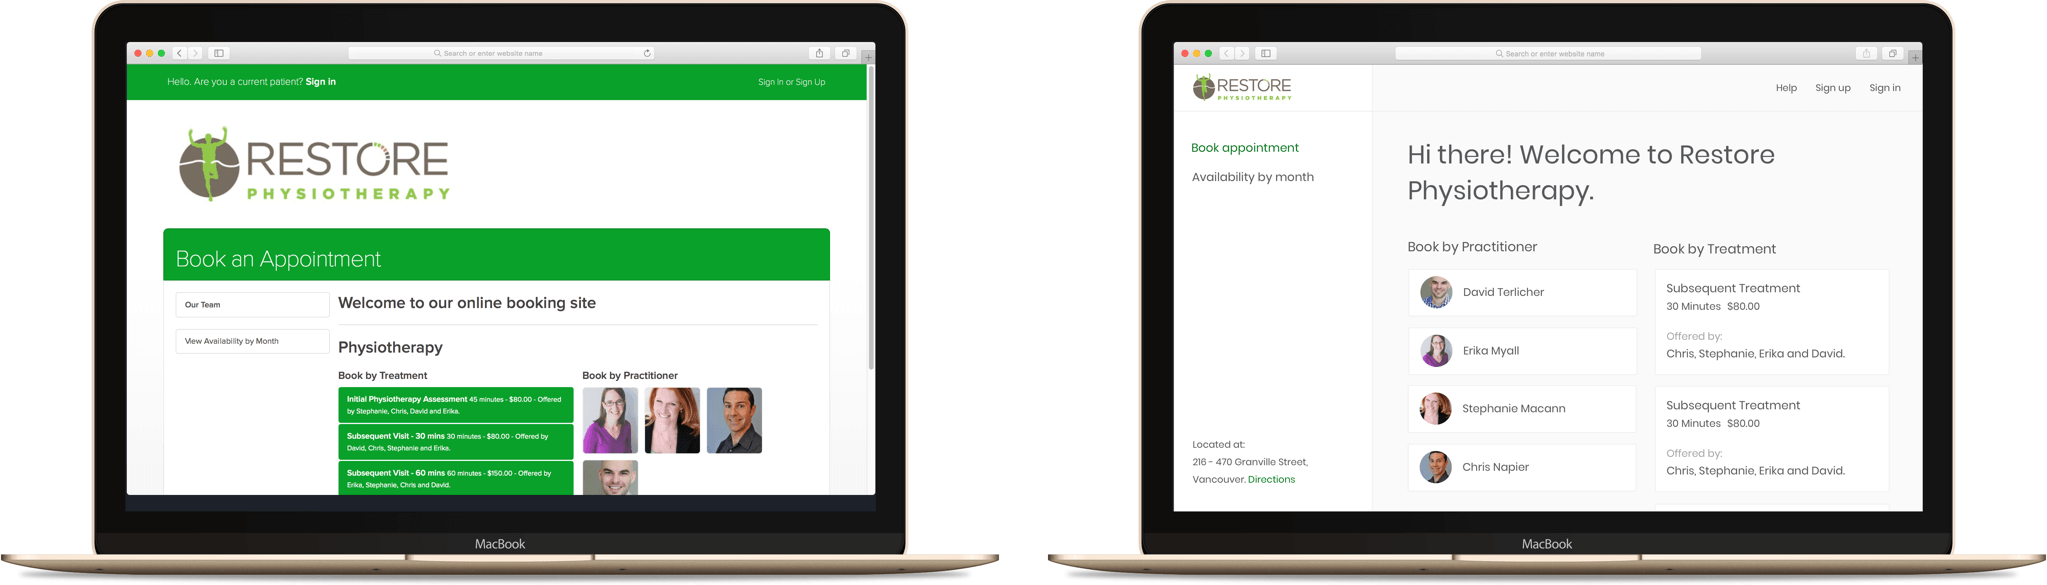 Search or enter website name
Hello. Are you a current patient? Sign in
Sign In or Sign Up
RESTORE
PHYSIOTHERAPY
Book an Appointment
Our Team
View Availability by Month
Welcome to our online booking site
Physiotherapy
Book by Treatment
Initial Physiotherapy Assessment 45 minutes - $80.00 - Offered
by Stephanie, Chris, David and Erika.
Subsequent Visit - 30 mins 30 minutes - $80.00 - Offered by
David, Chris, Stephanie and Erika.
Subsequent Visit - 60 mins 60 minutes - $150.00 - Offered by
Erika, Stephanie, Chris and David.
Book by Practitioner
MacBook
Search or enter website name
RESTORE
PHYSIOTHERAPY
Help
Sign up
Sign in
Book appointment
Availability by month
Located at:
216 - 470 Granville Street,
Vancouver. Directions
Hi there! Welcome to Restore
Physiotherapy.
Book by Practitioner
David Terlicher
Erika Myall
Stephanie Macann
Chris Napier
Book by Treatment
Subsequent Treatment
30 Minutes $80.00
Offered by:
Chris, Stephanie, Erika and David.
Subsequent Treatment
30 Minutes $80.00
Offered by:
Chris, Stephanie, Erika and David.
MacBook